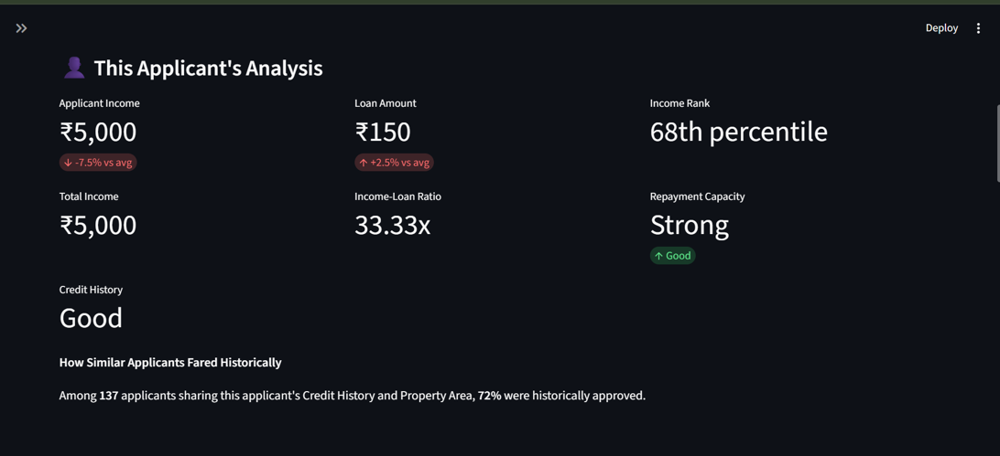 Deploy
This Applicant's Analysis
Applicant Income
Loan Amount
Income Rank
₹5,000
₹150
68th percentile
↓ -7.5% vs avg
↑ +2.5% vs avg
Total Income
Income-Loan Ratio
Repayment Capacity
₹5,000
33.33x
Strong
↑ Good
Credit History
Good
How Similar Applicants Fared Historically
Among 137 applicants sharing this applicant's Credit History and Property Area, 72% were historically approved.